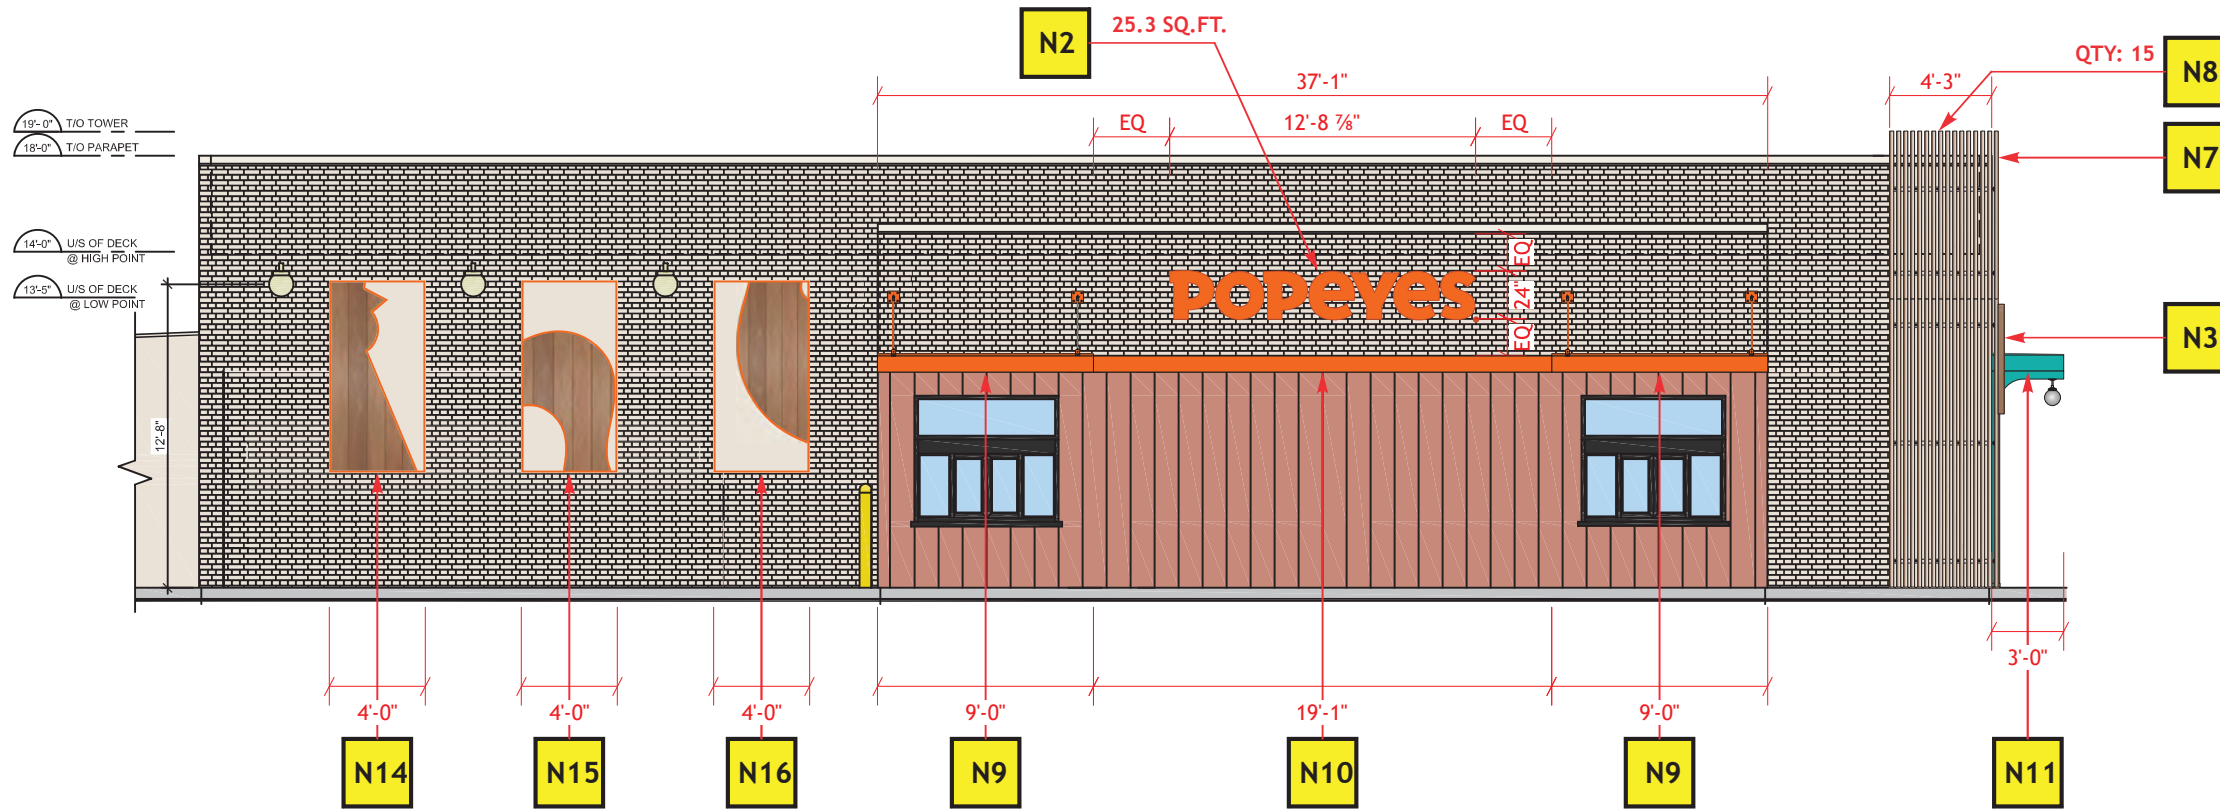 N2
25.3 SQ.FT.
QTY: 15
N8
37'-1"
4'-3"
19'-0" T/O TOWER
18'-0" T/O PARAPET
EQ
12'-8 ⅞"
EQ
N7
14'-0" U/S OF DECK
@ HIGH POINT
13'-5" U/S OF DECK
@ LOW POINT
EQ
24"
EQ
POPEYES
N3
12'-8"
3'-0"
4'-0"
4'-0"
4'-0"
9'-0"
19'-1"
9'-0"
N14
N15
N16
N9
N10
N9
N11